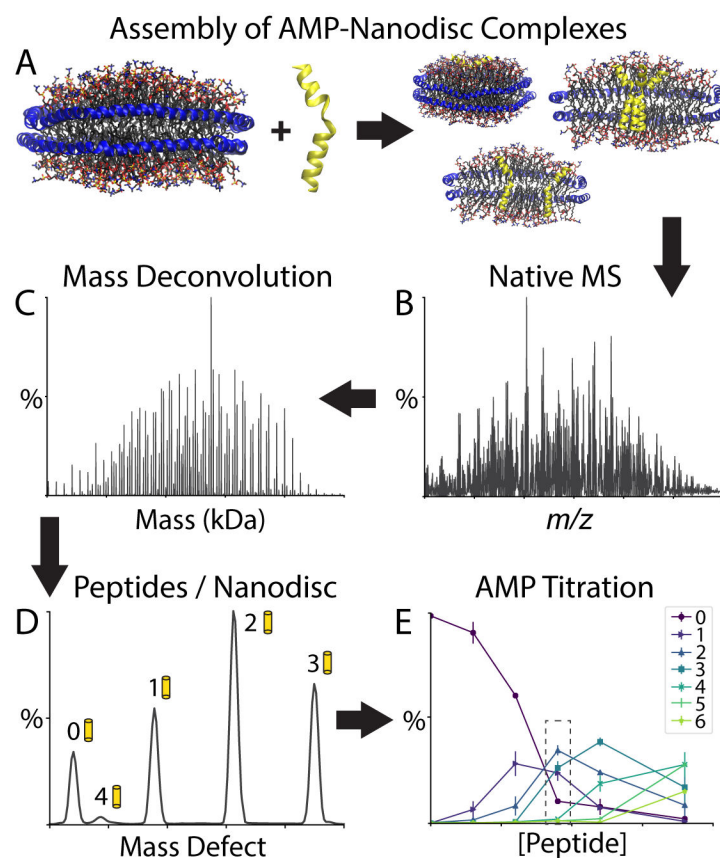 Assembly of AMP-Nanodisc Complexes
A
+
Mass Deconvolution
Native MS
C
B
%
%
Mass (kDa)
m/z
Peptides / Nanodisc
AMP Titration
D
E
0
4
1
2
3
%
%
0
1
2
3
4
5
6
Mass Defect
[Peptide]